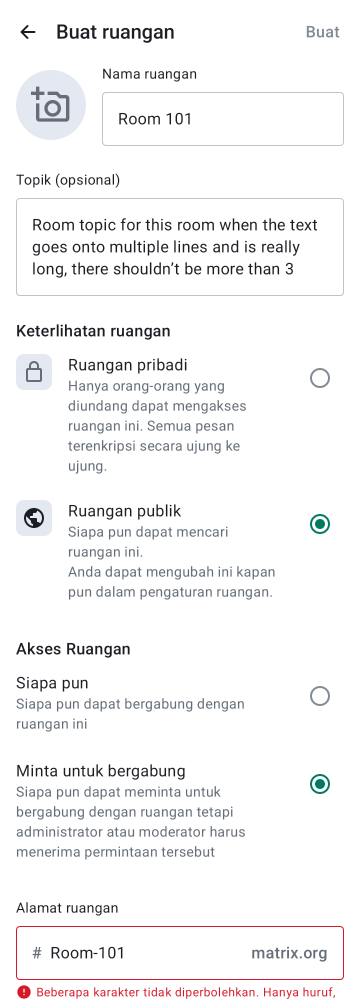 Buat ruangan
Buat
Nama ruangan
Room 101
Topik (opsional)
Room topic for this room when the text
goes onto multiple lines and is really
long, there shouldn’t be more than 3
Keterlihatan ruangan
Ruangan pribadi
Hanya orang-orang yang
diundang dapat mengakses
ruangan ini. Semua pesan
terenkripsi secara ujung ke
ujung.
Ruangan publik
Siapa pun dapat mencari
ruangan ini.
Anda dapat mengubah ini kapan
pun dalam pengaturan ruangan.
Akses Ruangan
Siapa pun
Siapa pun dapat bergabung dengan
ruangan ini
Minta untuk bergabung
Siapa pun dapat meminta untuk
bergabung dengan ruangan tetapi
administrator atau moderator harus
menerima permintaan tersebut
Alamat ruangan
# Room-101 matrix.org
Beberapa karakter tidak diperbolehkan. Hanya huruf,